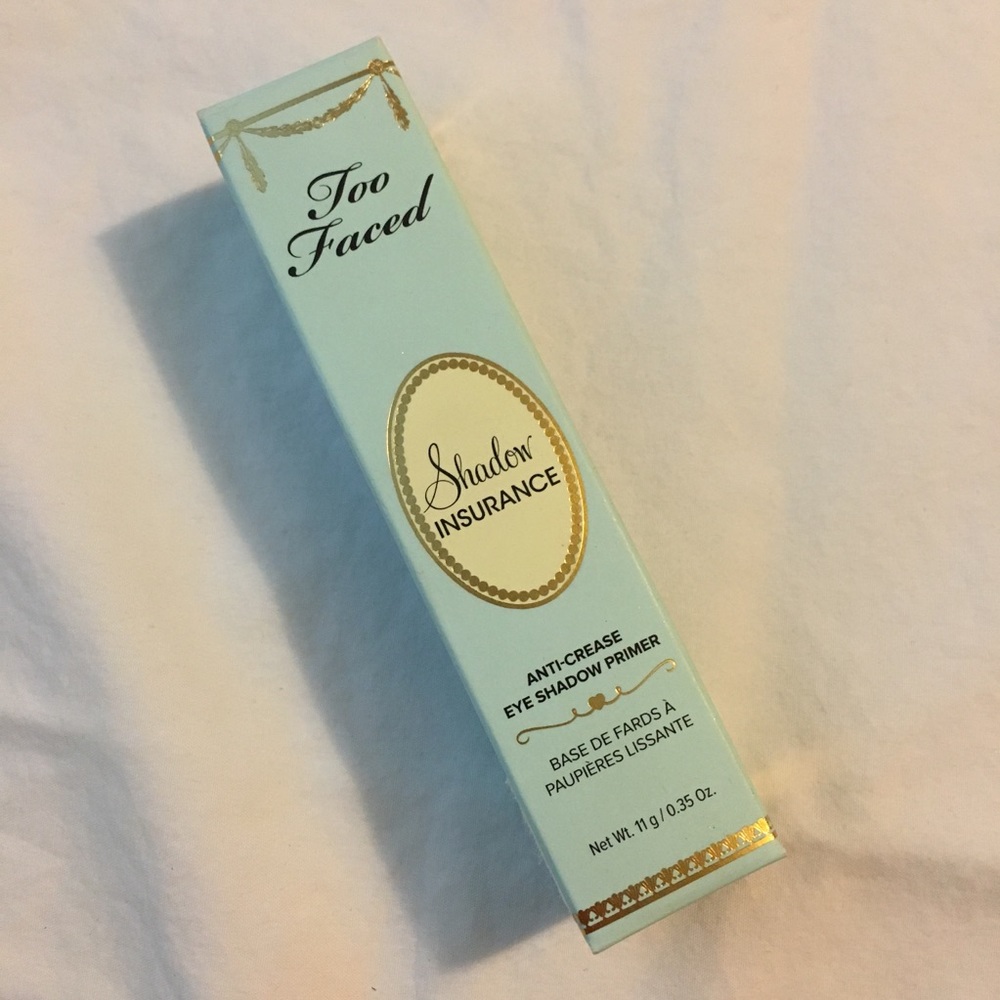 Too
Faced
Shadow
INSURANCE
ANTI-CREASE
EYE SHADOW PRIMER
BASE DE FARDS À
PAUPIÈRES LISSANTE
Net Wt. 11 g / 0.35 Oz.